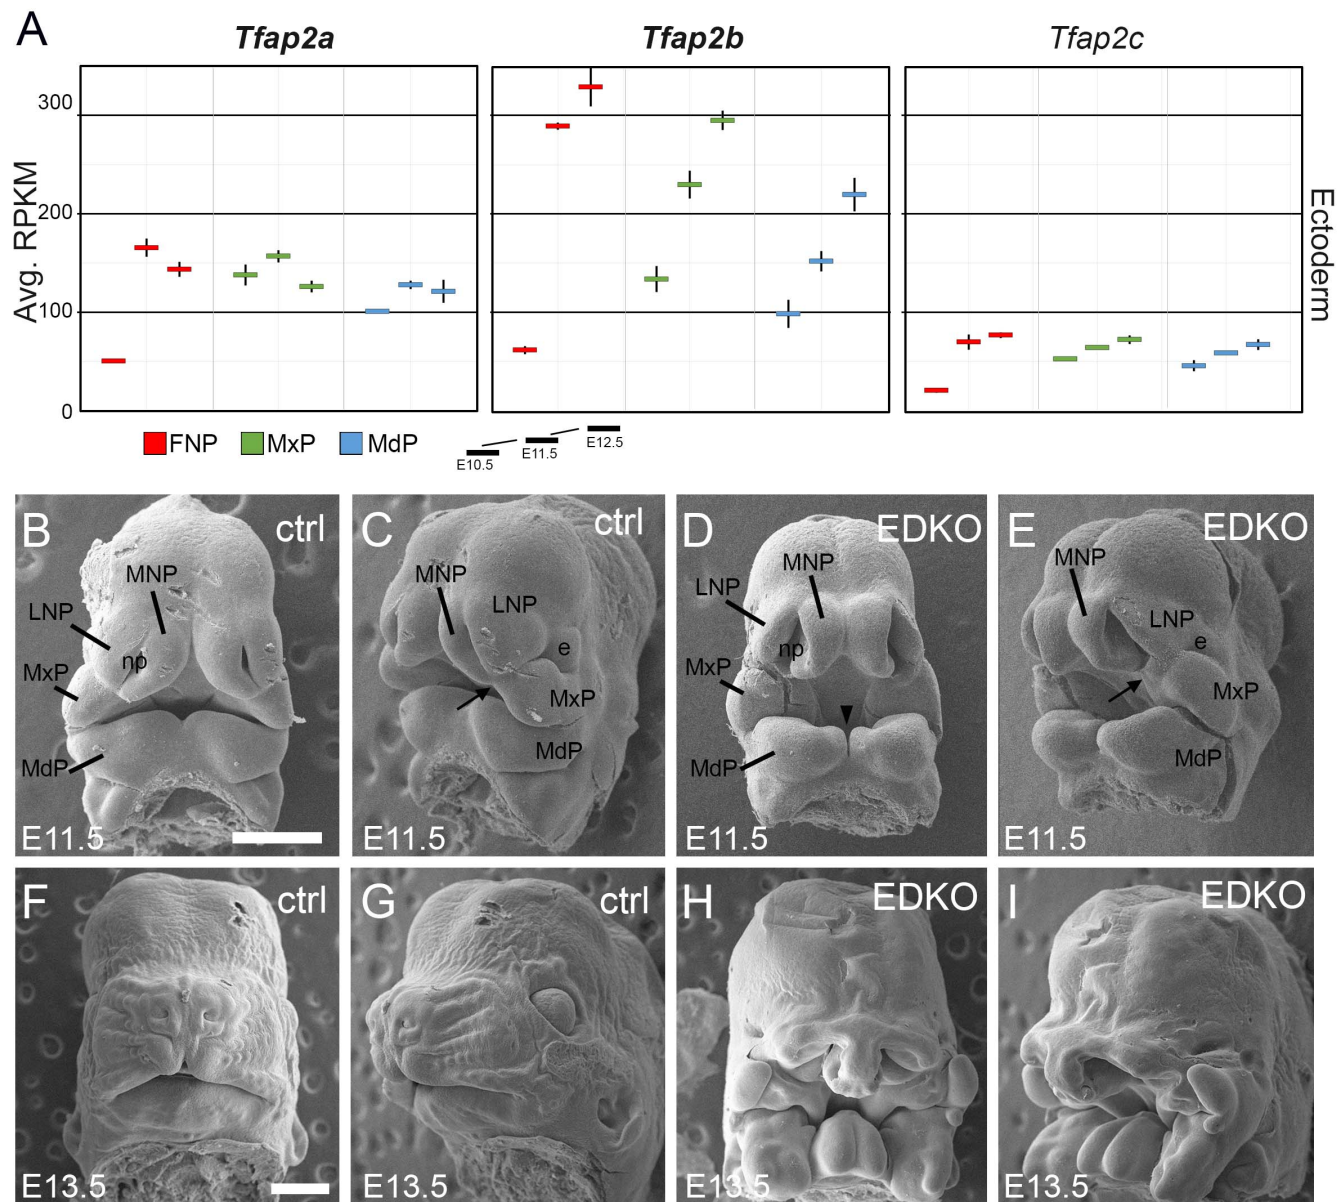 A
Tfap2a
Tfap2b
Tfap2c
300
200
100
0
Avg. RPKM
Ectoderm
FNP
MxP
MdP
E10.5
E11.5
E12.5
B
ctrl
MNP
LNP
np
MxP
MdP
E11.5
C
ctrl
MNP
LNP
e
MxP
MdP
E11.5
D
EDKO
MNP
LNP
np
MxP
MdP
E11.5
E
EDKO
MNP
LNP
e
MxP
MdP
E11.5
F
ctrl
E13.5
G
ctrl
E13.5
H
EDKO
E13.5
I
EDKO
E13.5